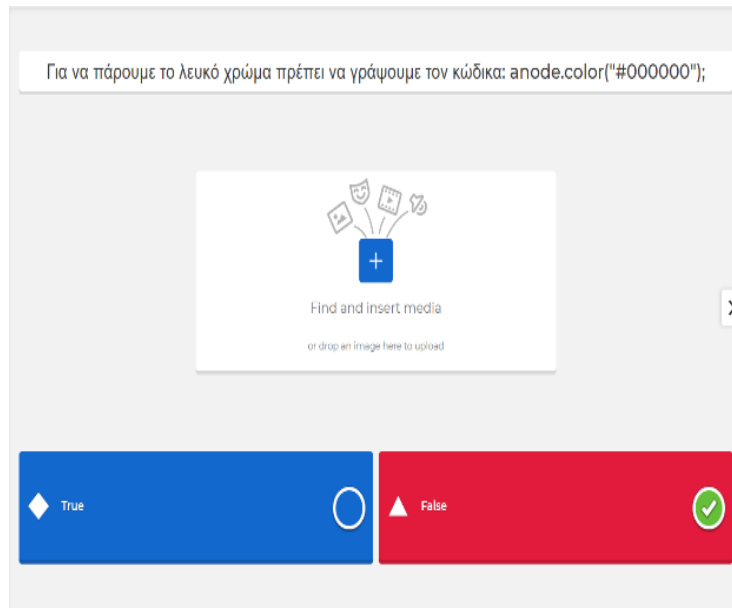 Για να πάρουμε το λευκό χρώμα πρέπει να γράψουμε τον κώδικα: anode.color("#000000");
Find and insert media
or drop an image here to upload
True
False